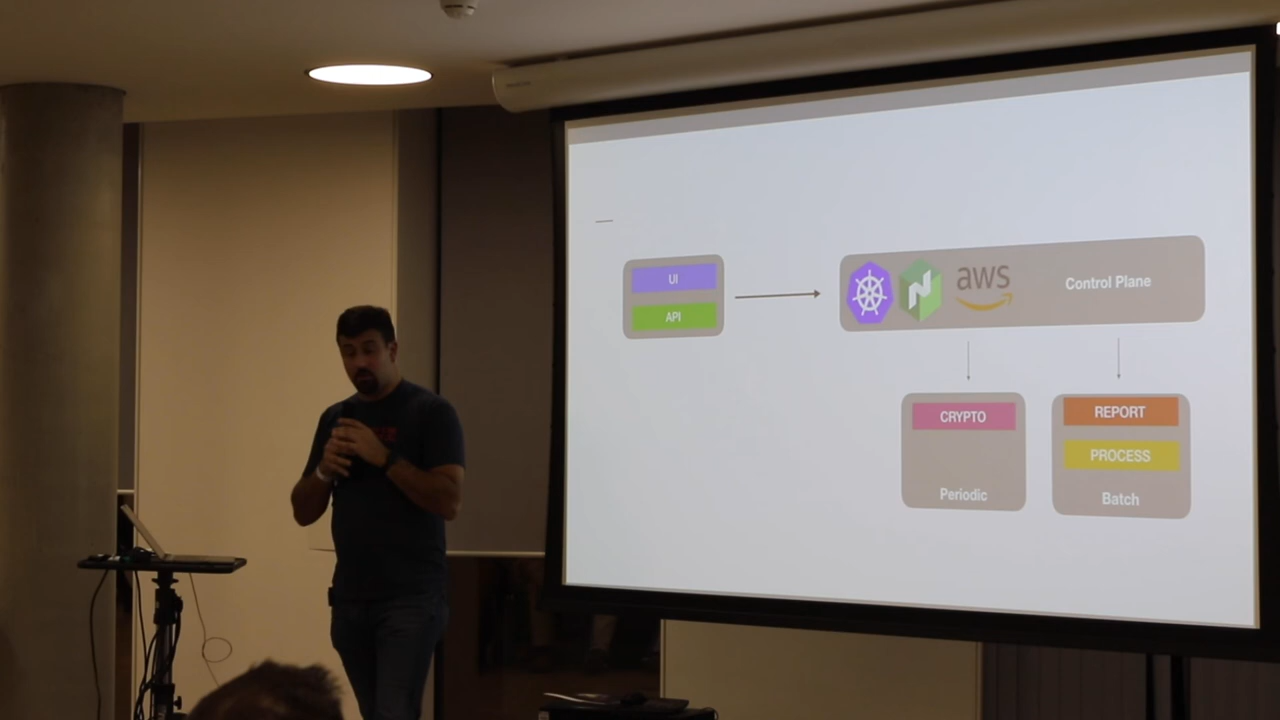 UI
API
aws
Control Plane
CRYPTO
Periodic
REPORT
PROCESS
Batch